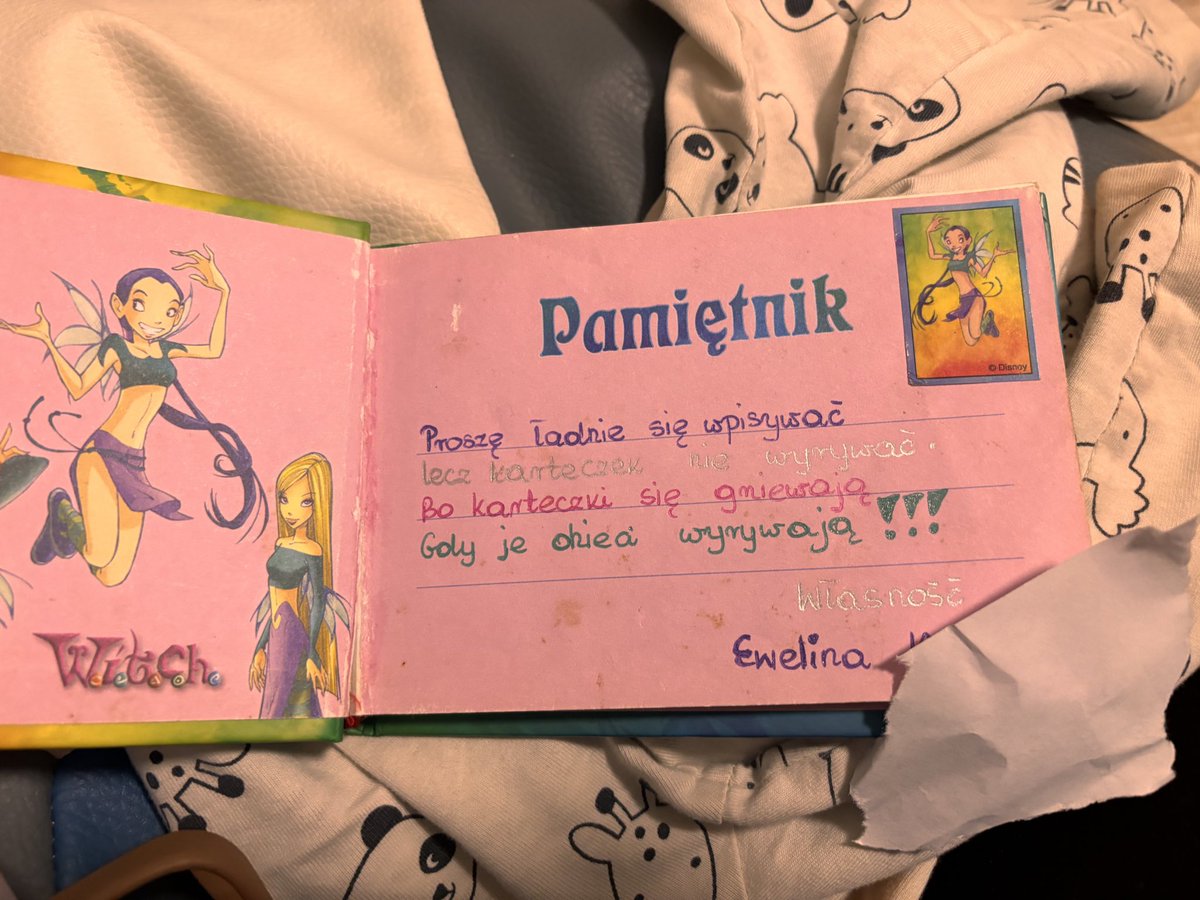 W.i.t.c.h.
Pamiętnik
© Disney
Proszę ładnie się wpisywać
lecz karteczek nie wyrywać.
Bo karteczki się gniewają
Gdy je dzieci wyrywają !!!
Własność
Ewelina